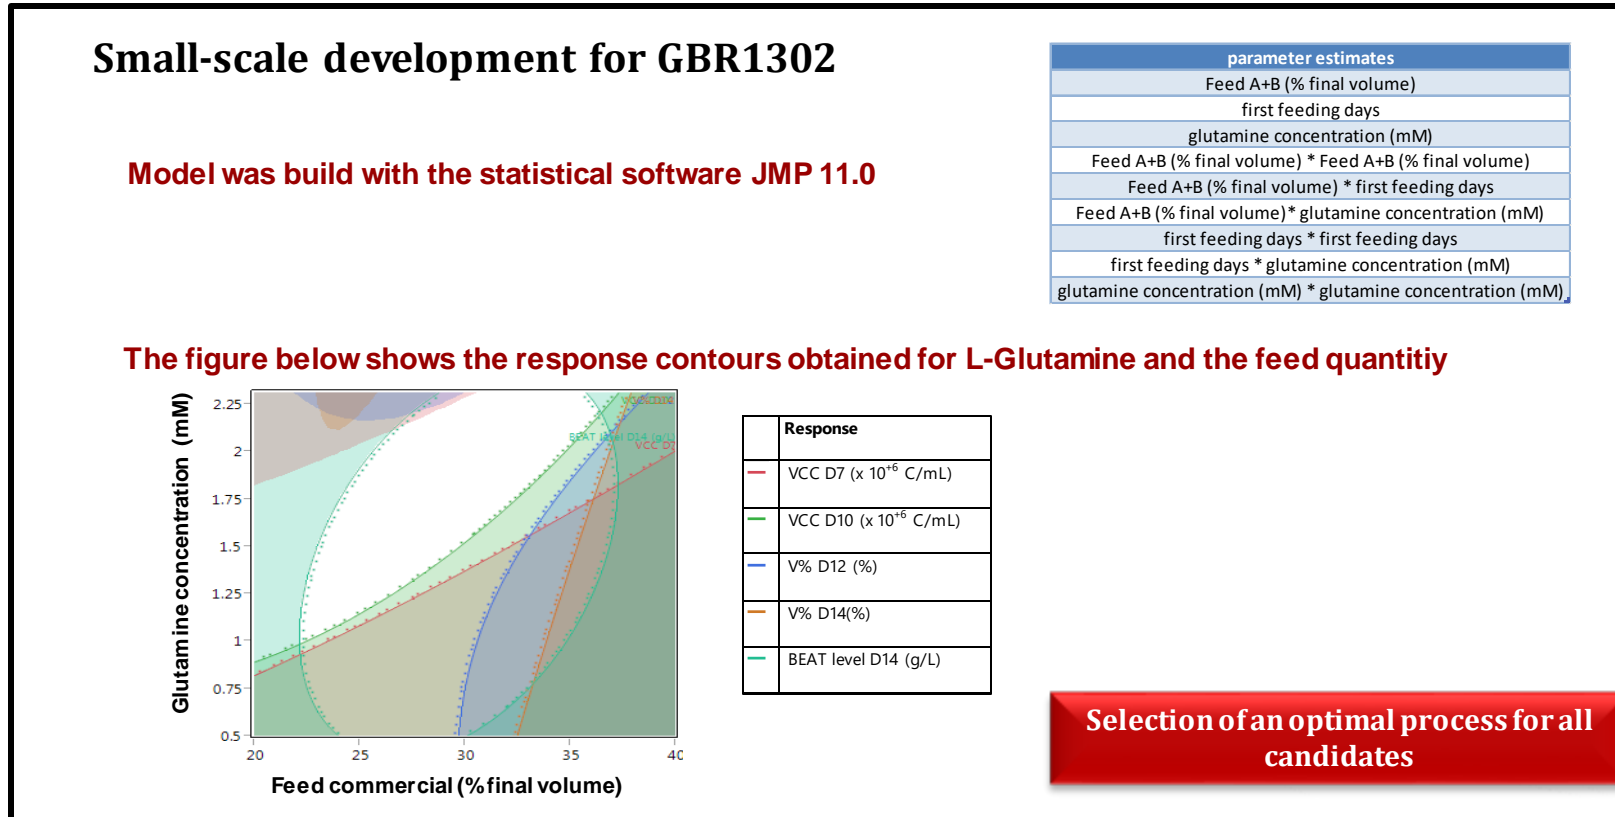 Small-scale development for GBR1302
parameter estimates
Feed A+B (% final volume)
first feeding days
glutamine concentration (mM)
Feed A+B (% final volume) * Feed A+B (% final volume)
Feed A+B (% final volume) * first feeding days
Feed A+B (% final volume)* glutamine concentration (mM)
first feeding days * first feeding days
first feeding days * glutamine concentration (mM)
glutamine concentration (mM) * glutamine concentration (mM)
Model was build with the statistical software JMP 11.0
The figure below shows the response contours obtained for L-Glutamine and the feed quantitiy
Glutamine concentration (mM)
2.25
2
1.75
1.5
1.25
1
0.75
0.5
20
25
30
35
40
BEAT level D14 (g/L)
VCC D7
Feed commercial (%final volume)
Response
VCC D7 (x 10+6 C/mL)
VCC D10 (x 10+6 C/mL)
V% D12 (%)
V% D14(%)
BEAT level D14 (g/L)
Selection of an optimal process for all
candidates